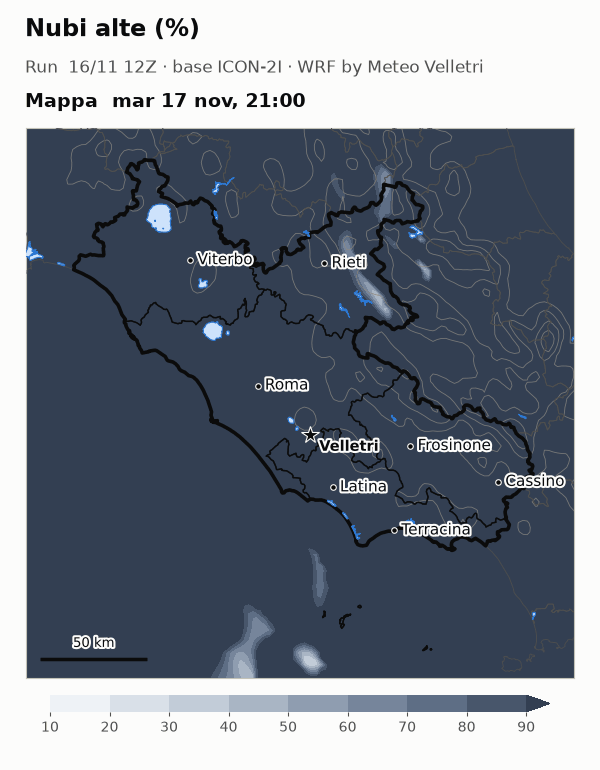 Nubi alte (%)
Run 16/11 12Z · base ICON-2I · WRF by Meteo Velletri
Mappa mar 17 nov, 21:00
Viterbo
Rieti
Roma
Velletri
Frosinone
Latina
Cassino
Terracina
50 km
10 20 30 40 50 60 70 80 90